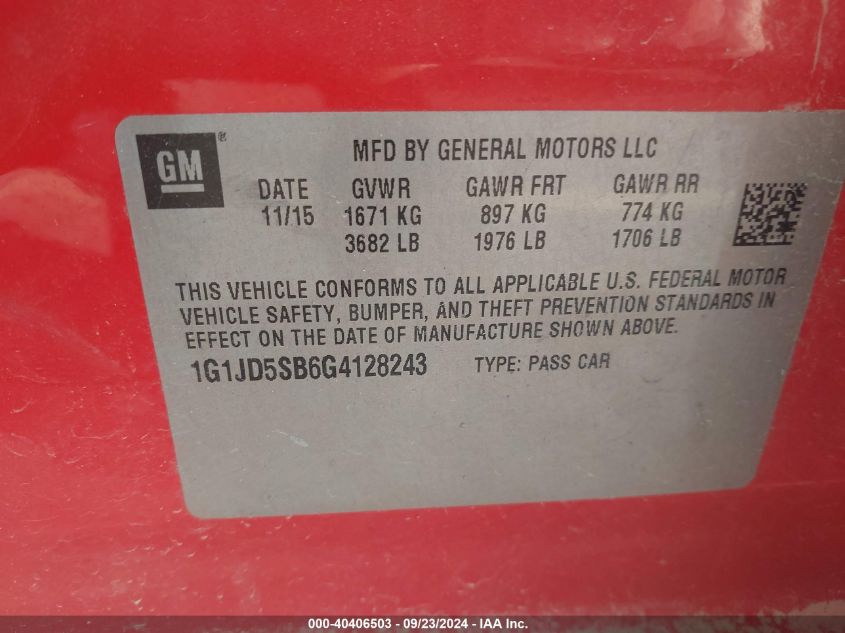 GM®
MFD BY GENERAL MOTORS LLC
DATE GVWR GAWR FRT GAWR RR
11/15 1671 KG 897 KG 774 KG
3682 LB 1976 LB 1706 LB
THIS VEHICLE CONFORMS TO ALL APPLICABLE U.S. FEDERAL MOTOR
VEHICLE SAFETY, BUMPER, AND THEFT PREVENTION STANDARDS IN
EFFECT ON THE DATE OF MANUFACTURE SHOWN ABOVE.
1G1JD5SB6G4128243 TYPE: PASS CAR
000-40406503 - 09/23/2024 - IAA Inc.